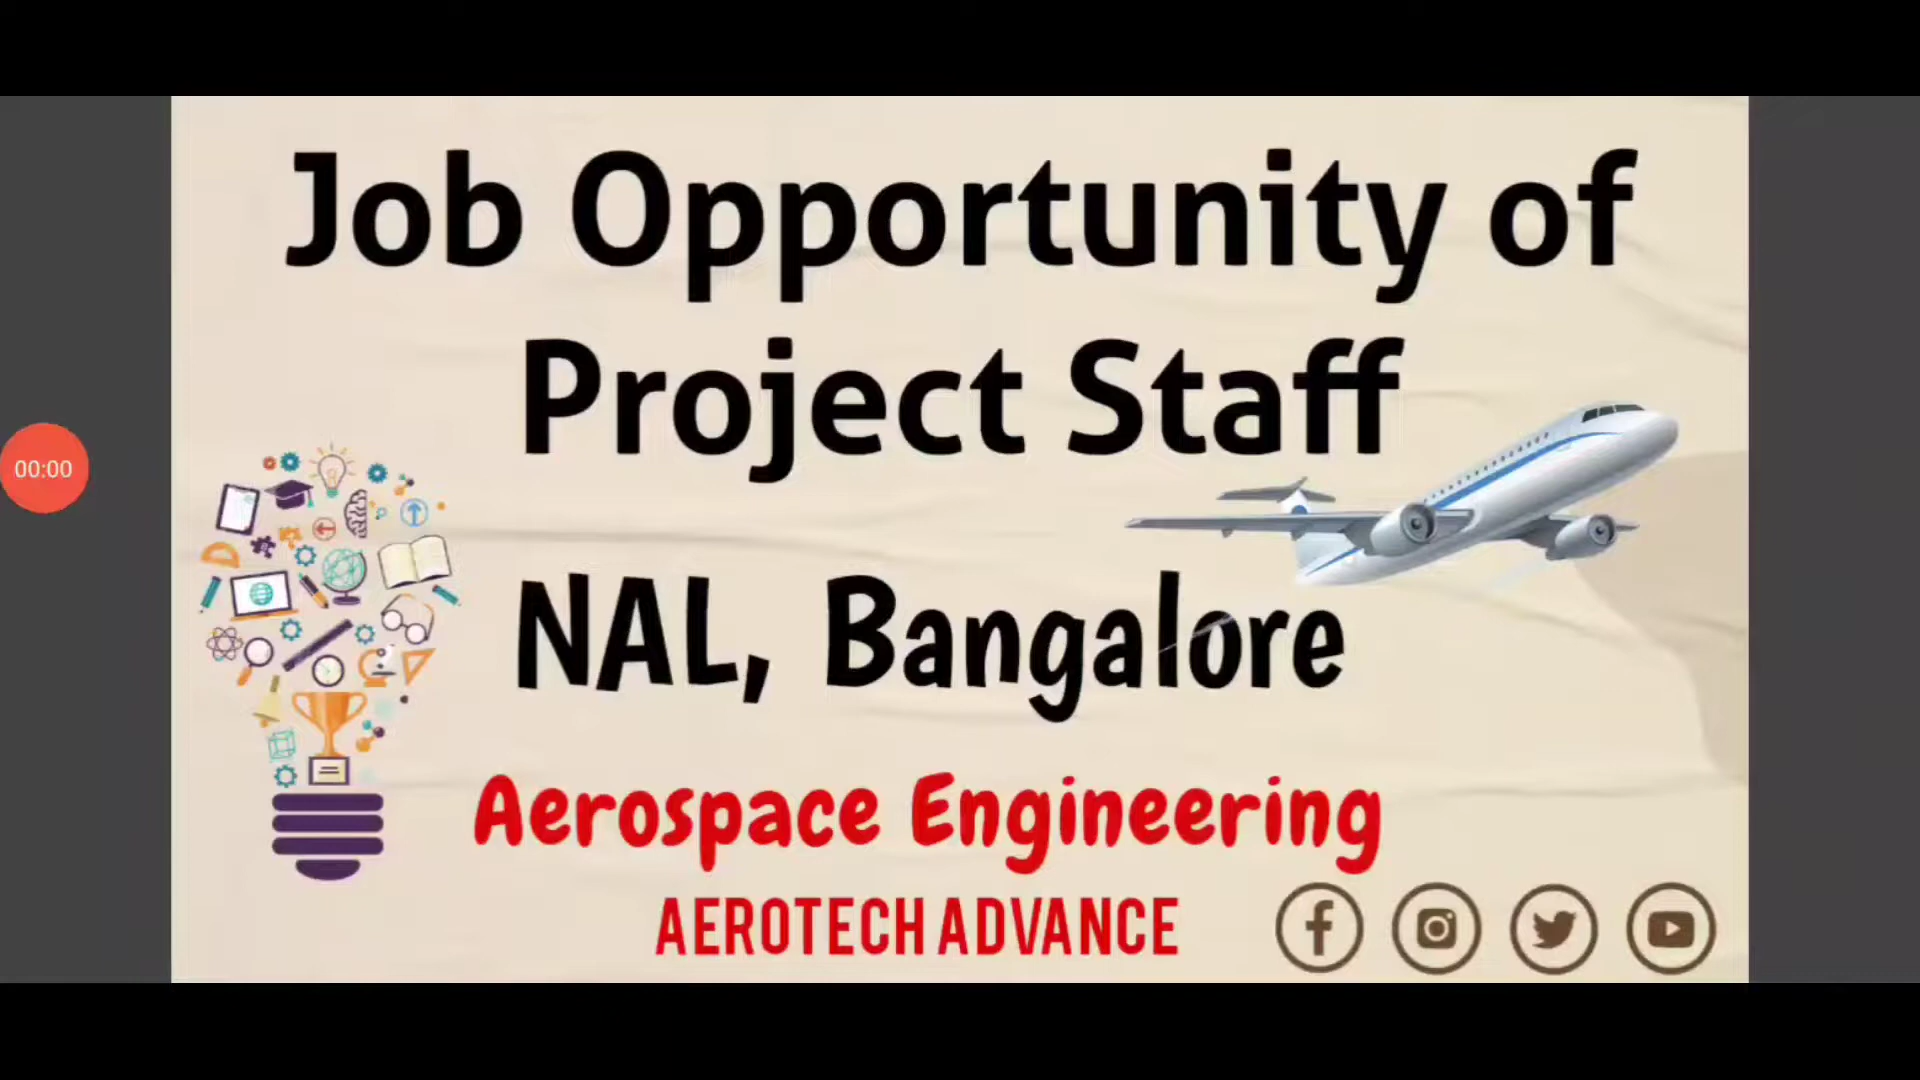 Job Opportunity of
Project Staff
00:00
NAL, Bangalore
Aerospace Engineering
AEROTECH ADVANCE